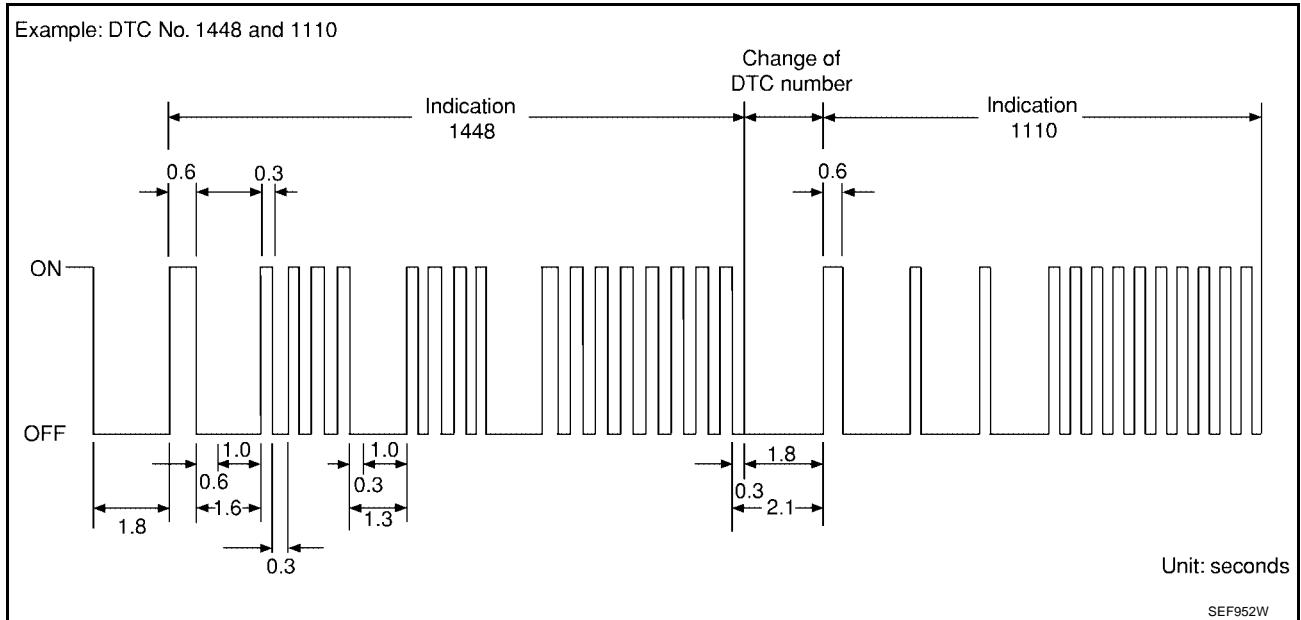 Example: DTC No. 1448 and 1110
Change of
DTC number
Indication
1448
Indication
1110
0.6
0.3
0.6
ON
OFF
1.0
1.0
1.8
0.6
0.3
0.3
1.6
1.3
2.1
1.8
0.3
Unit: seconds
SEF952W